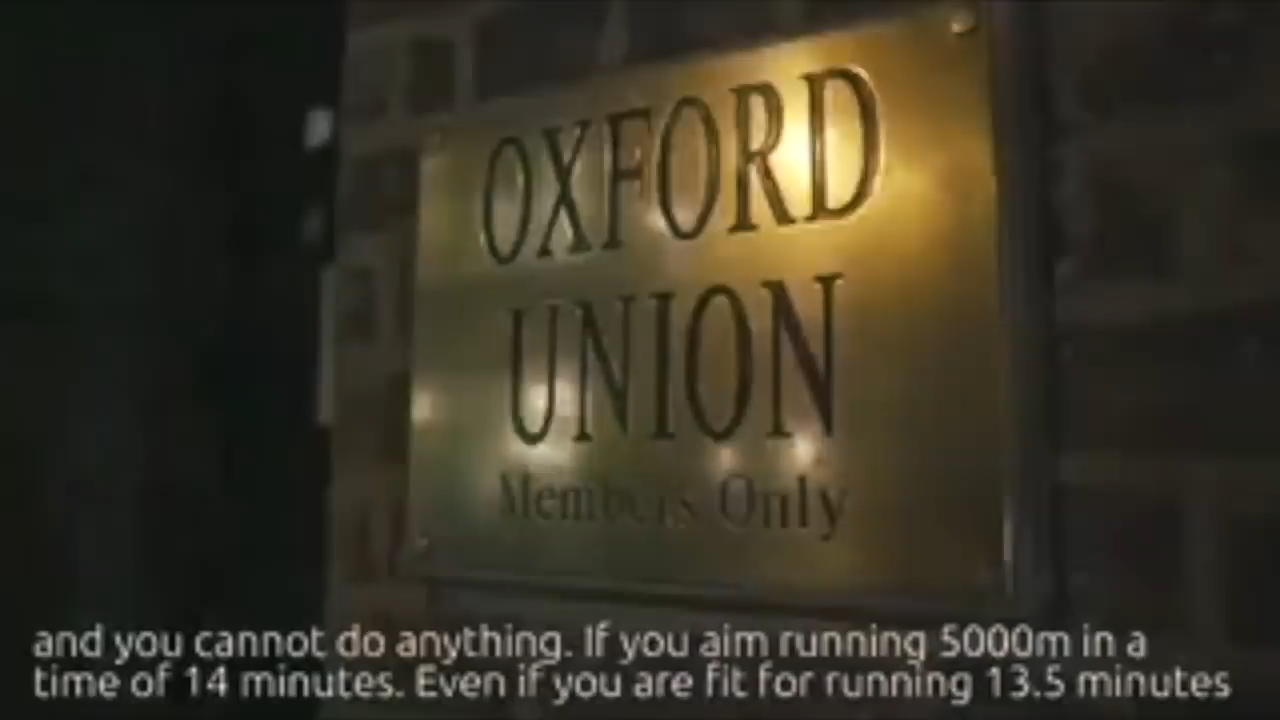 OXFORD
UNION
Members Only
and you cannot do anything. If you aim running 5000m in a
time of 14 minutes. Even if you are fit for running 13.5 minutes